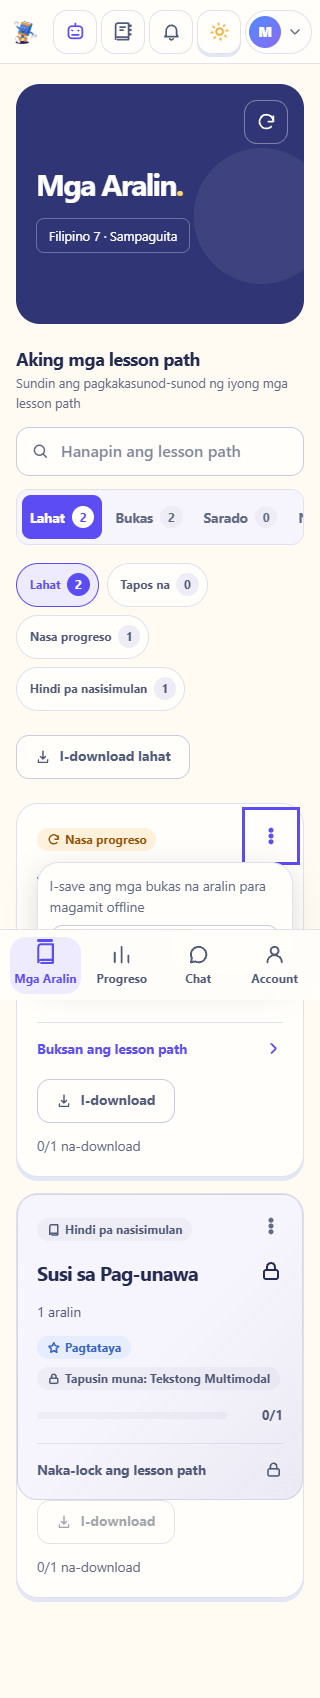 M
Mga Aralin.
Filipino 7 · Sampaguita
Aking mga lesson path
Sundin ang pagkakasunod-sunod ng iyong mga
lesson path
Hanapin ang lesson path
Lahat 2 Bukas 2 Sarado 0
Lahat 2 Tapos na 0
Nasa progreso 1
Hindi pa nasisimulan 1
I-download lahat
Nasa progreso
I-save ang mga bukas na aralin para
magamit offline
Mga Aralin Progreso Chat Account
Buksan ang lesson path
I-download
0/1 na-download
Hindi pa nasisimulan
Susi sa Pag-unawa
1 aralin
Pagtataya
Tapusin muna: Tekstong Multimodal
0/1
Naka-lock ang lesson path
I-download
0/1 na-download